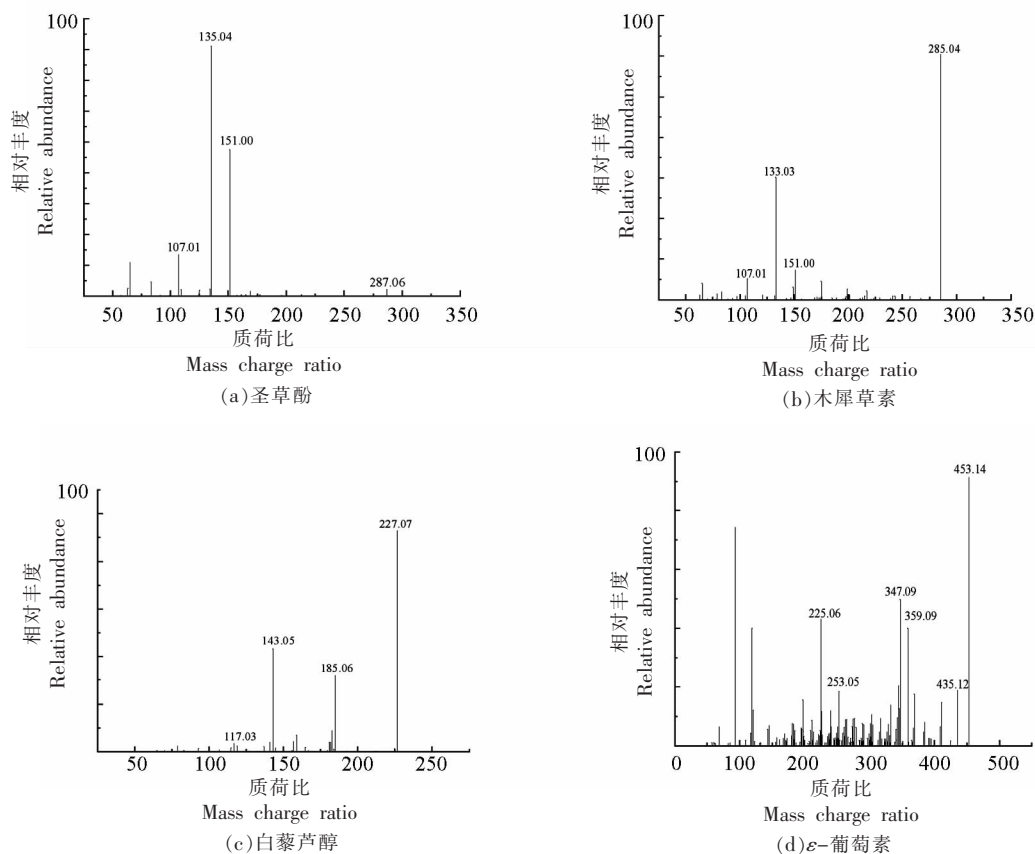 100
相对丰度
Relative abundance
135.04
151.00
107.01
287.06
50 100 150 200 250 300 350
质荷比
Mass charge ratio
(a)圣草酚
100
相对丰度
Relative abundance
285.04
133.03
151.00
107.01
50 100 150 200 250 300 350
质荷比
Mass charge ratio
(b)木犀草素
100
相对丰度
Relative abundance
227.07
143.05
185.06
117.03
50 100 150 200 250
质荷比
Mass charge ratio
(c)白藜芦醇
100
相对丰度
Relative abundance
453.14
347.09
359.09
225.06
253.05
435.12
0 100 200 300 400 500
质荷比
Mass charge ratio
(d)ε-葡萄素